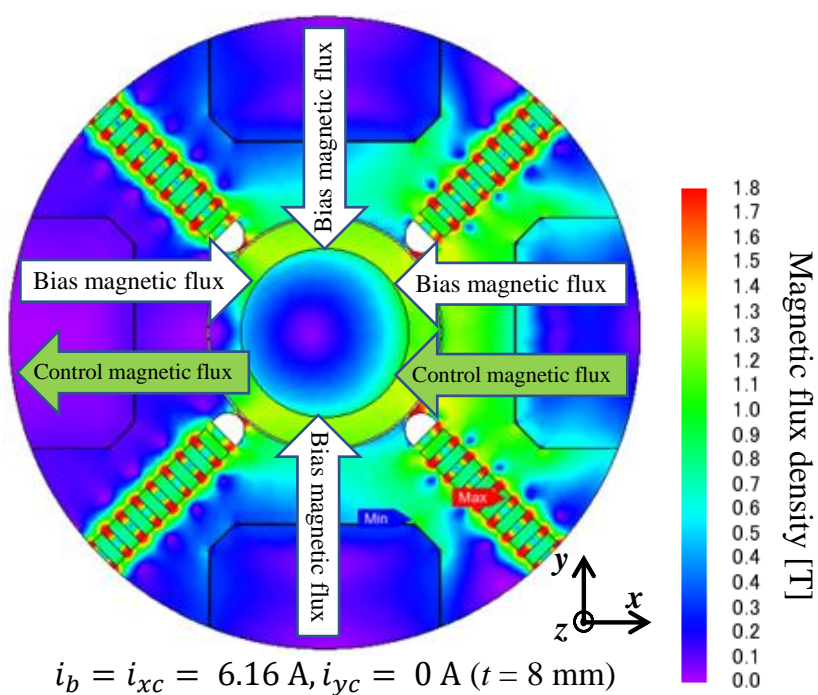 Bias magnetic flux
Bias magnetic flux
Bias magnetic flux
Control magnetic flux
Control magnetic flux
Bias magnetic flux
Max
Min
y
x
z
1.8
1.7
1.6
1.5
1.4
1.3
1.2
1.1
1.0
0.9
0.8
0.7
0.6
0.5
0.4
0.3
0.2
0.1
0.0
Magnetic flux density [T]
i_b = i_xc = 6.16 A, i_yc = 0 A (t = 8 mm)